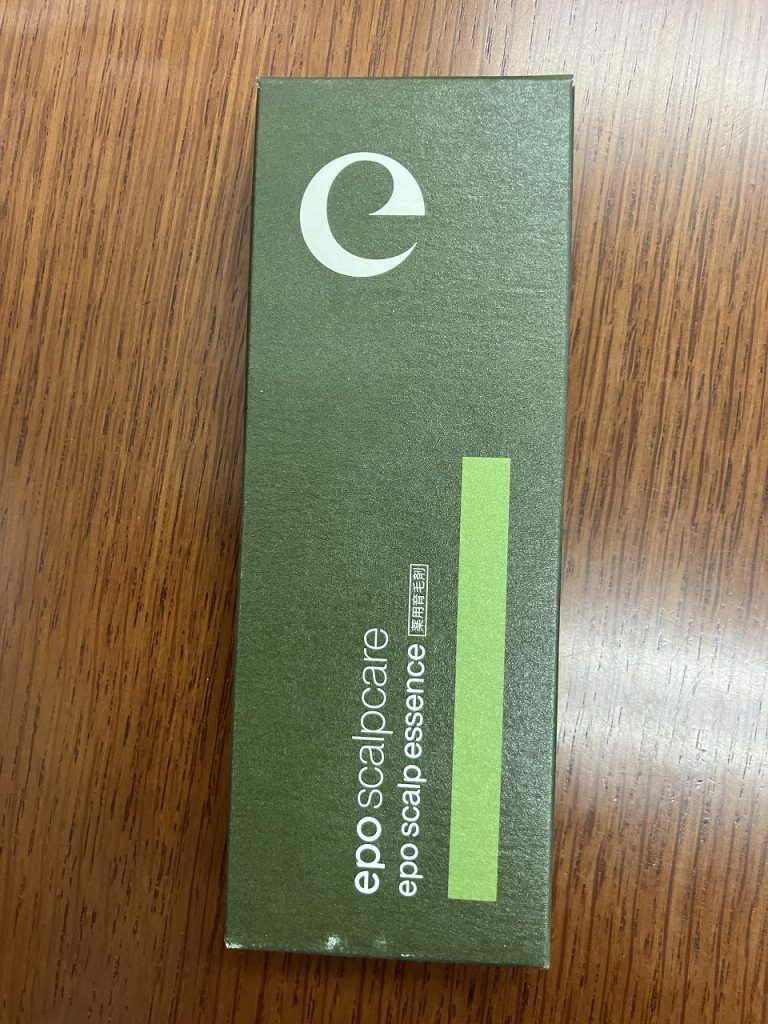 e
epo scalpcare
epo scalp essence 薬用育毛剤